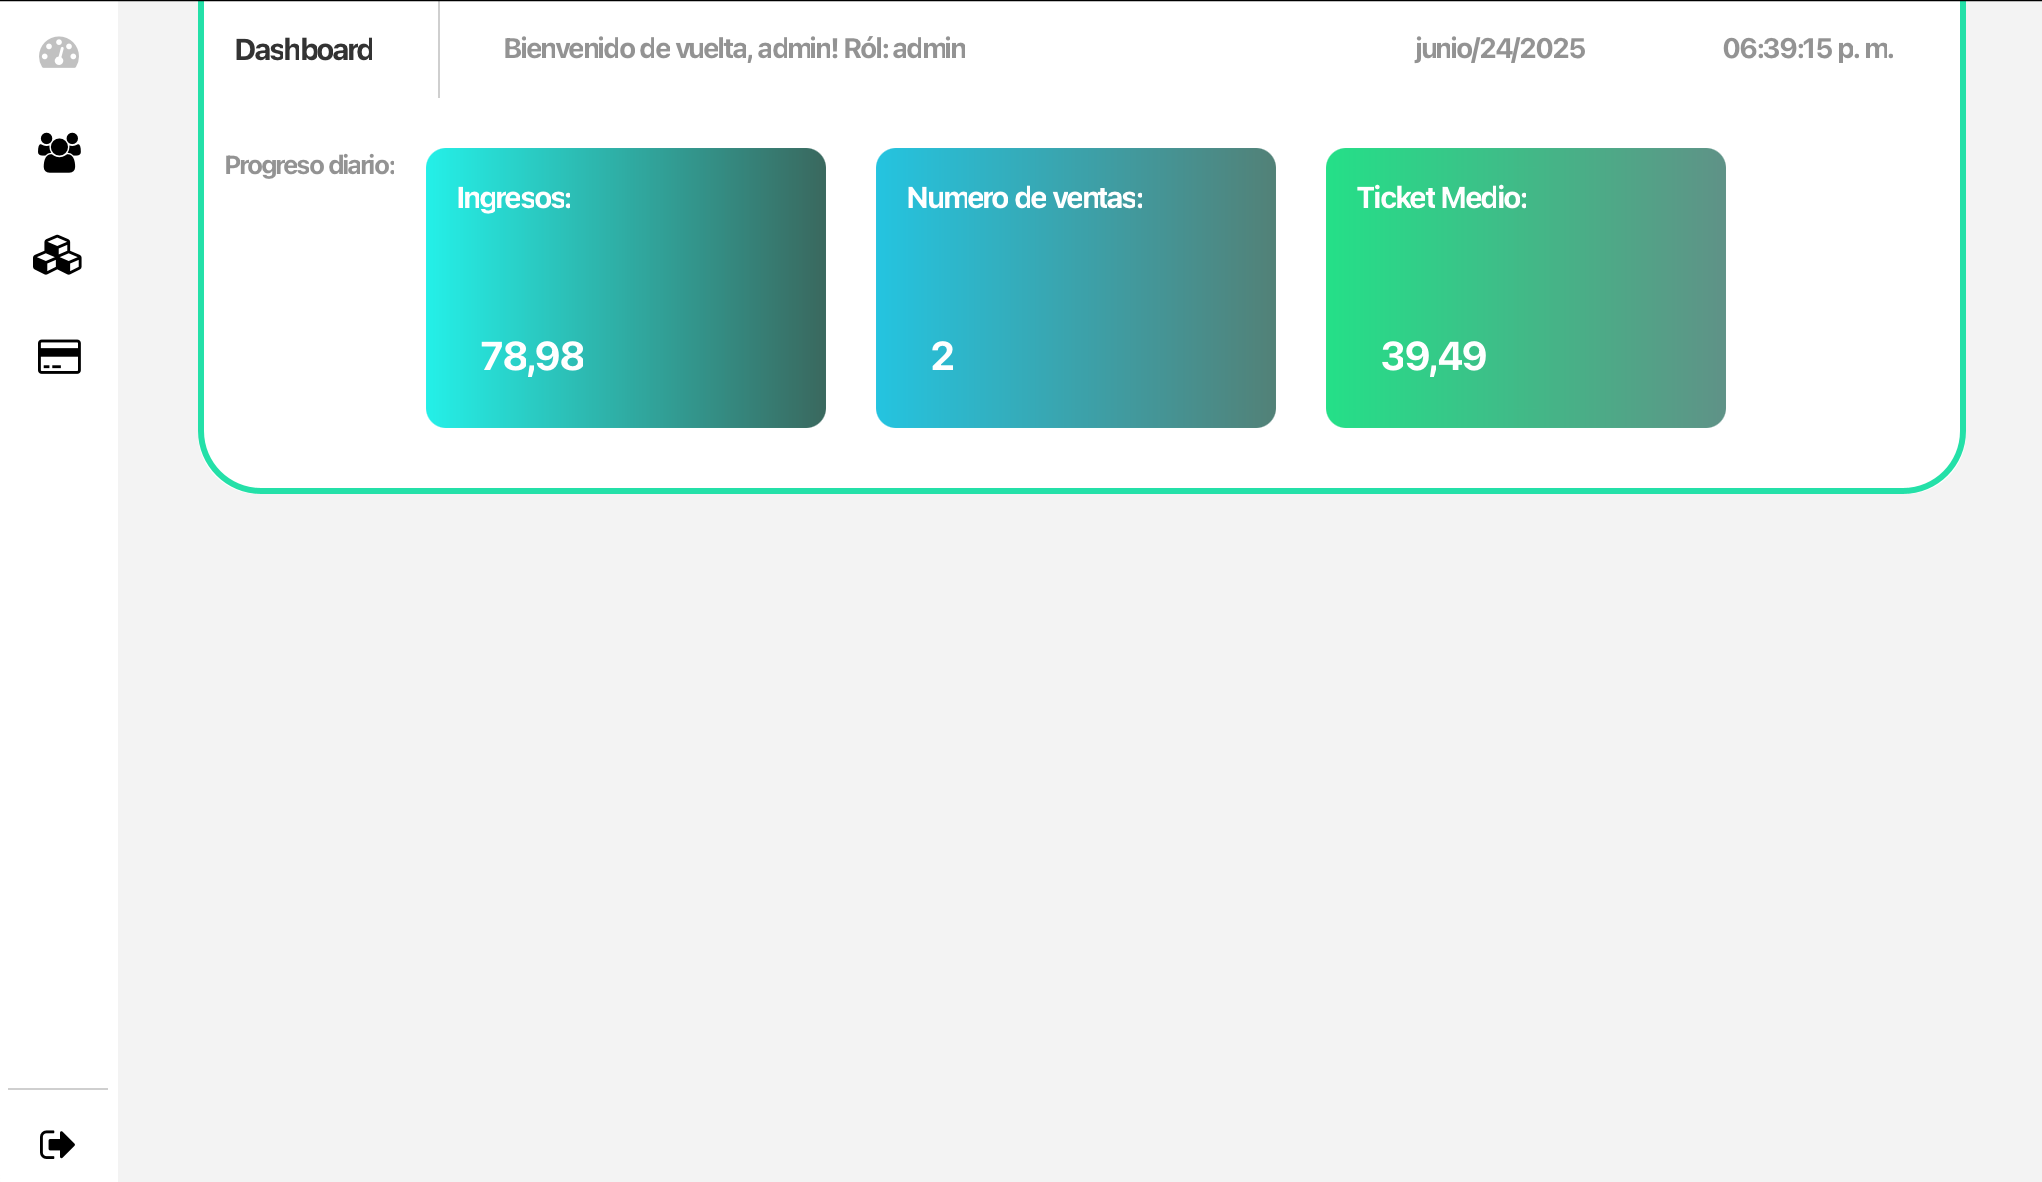 Dashboard
Bienvenido de vuelta, admin! Ról: admin
junio/24/2025
06:39:15 p. m.
Progreso diario:
Ingresos:
78,98
Numero de ventas:
2
Ticket Medio:
39,49